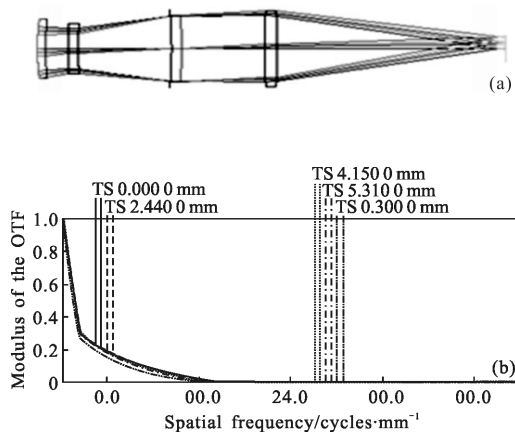 (a)
TS 4.150 0 mm
TS 0.000 0 mm TS 5.310 0 mm
TS 2.440 0 mm TS 0.300 0 mm
1.0
0.8
0.6
0.4
0.2
0
Modulus of the OTF
(b)
0.0 00.0 24.0 00.0 00.0
Spatial frequency/cycles·mm⁻¹